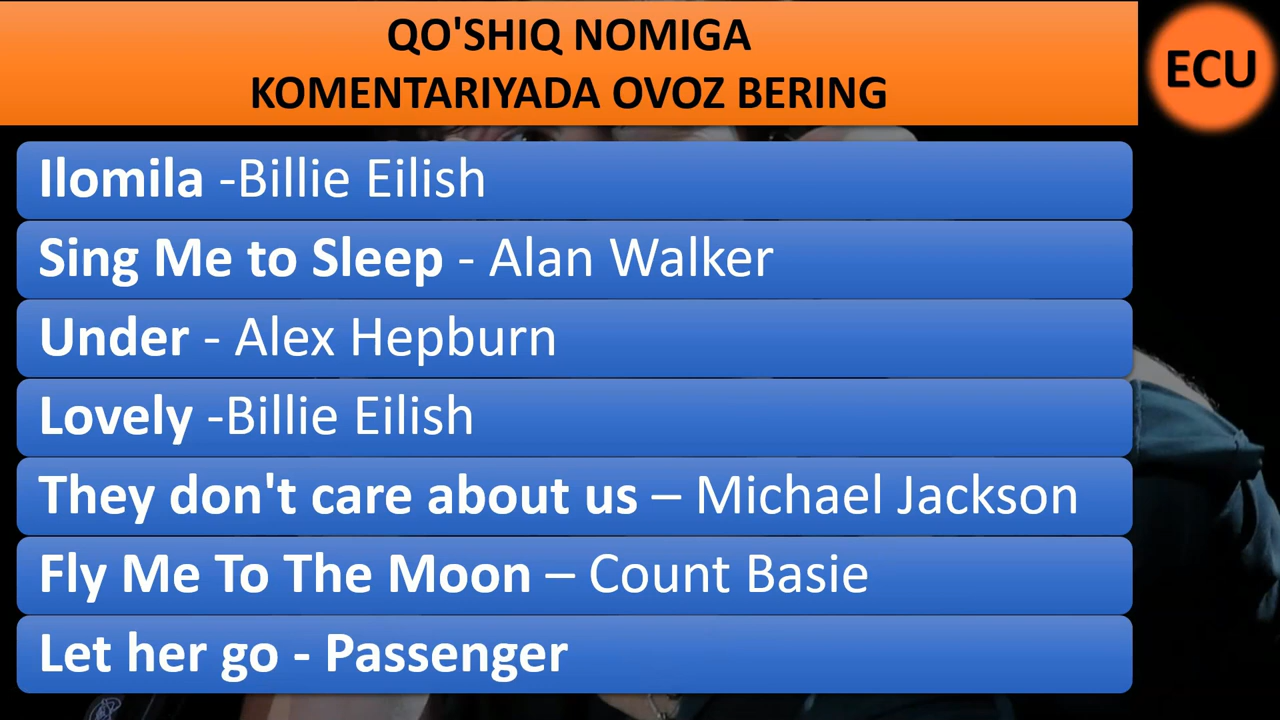 QO'SHIQ NOMIGA
KOMENTARIYADA OVOZ BERING
ECU
Ilomila -Billie Eilish
Sing Me to Sleep - Alan Walker
Under - Alex Hepburn
Lovely -Billie Eilish
They don't care about us – Michael Jackson
Fly Me To The Moon – Count Basie
Let her go - Passenger